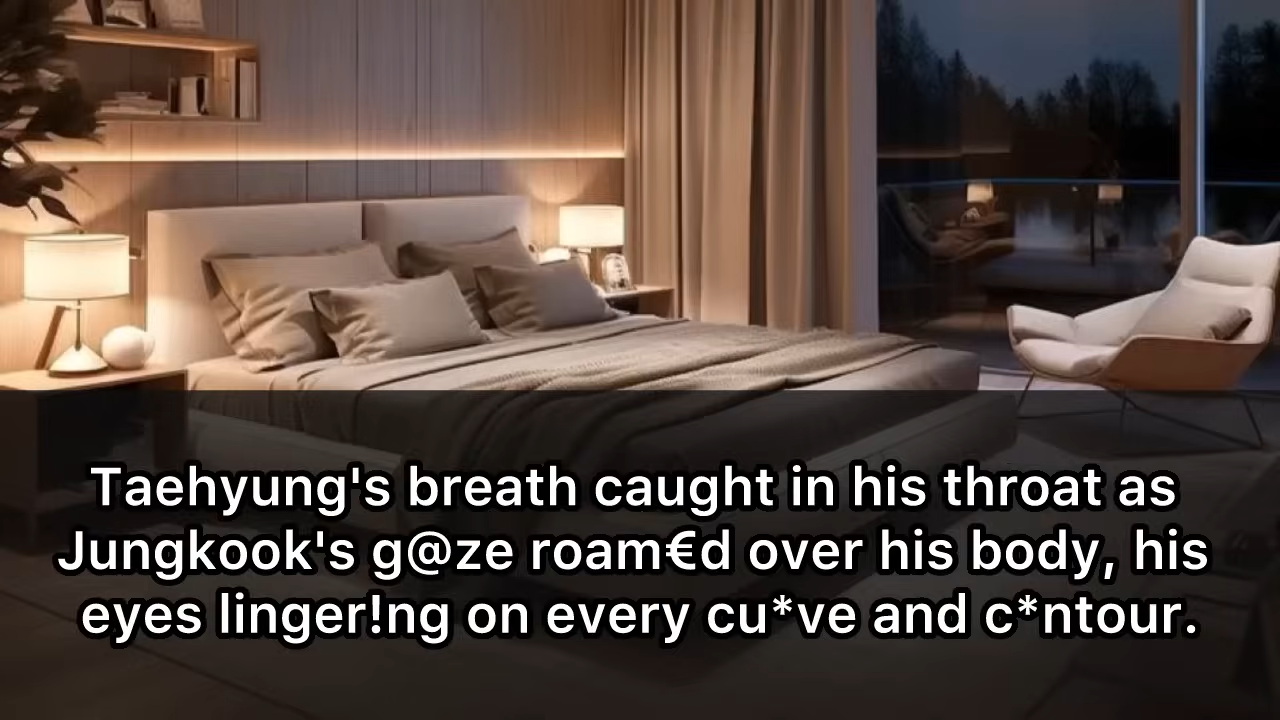 Taehyung's breath caught in his throat as
Jungkook's g@ze roam€d over his body, his
eyes linger!ng on every cu*ve and c*ntour.